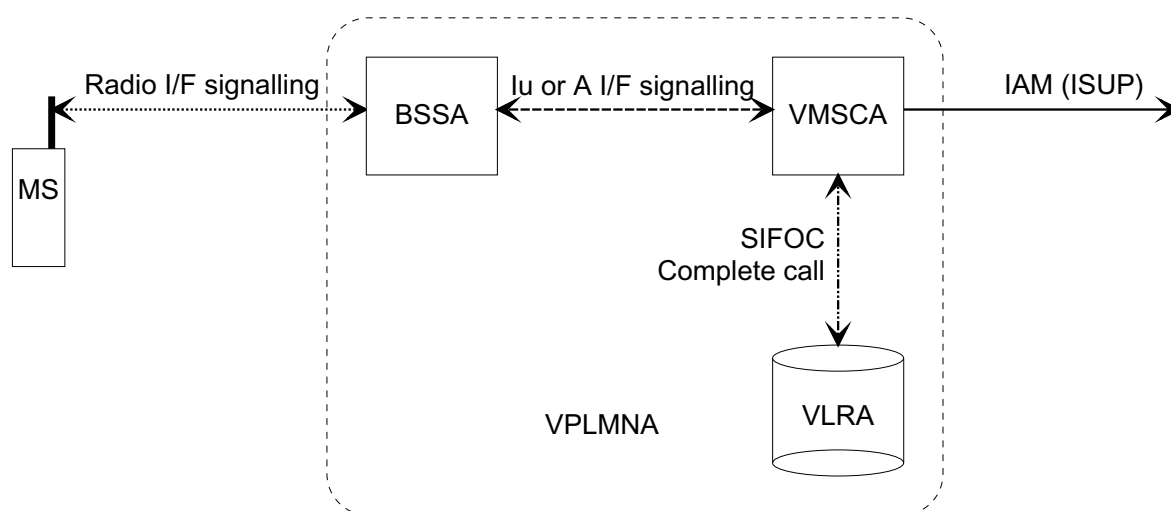 Radio I/F signalling
Iu or A I/F signalling
IAM (ISUP)
BSSA
VMSCA
MS
SIFOC
Complete call
VPLMNA
VLRA